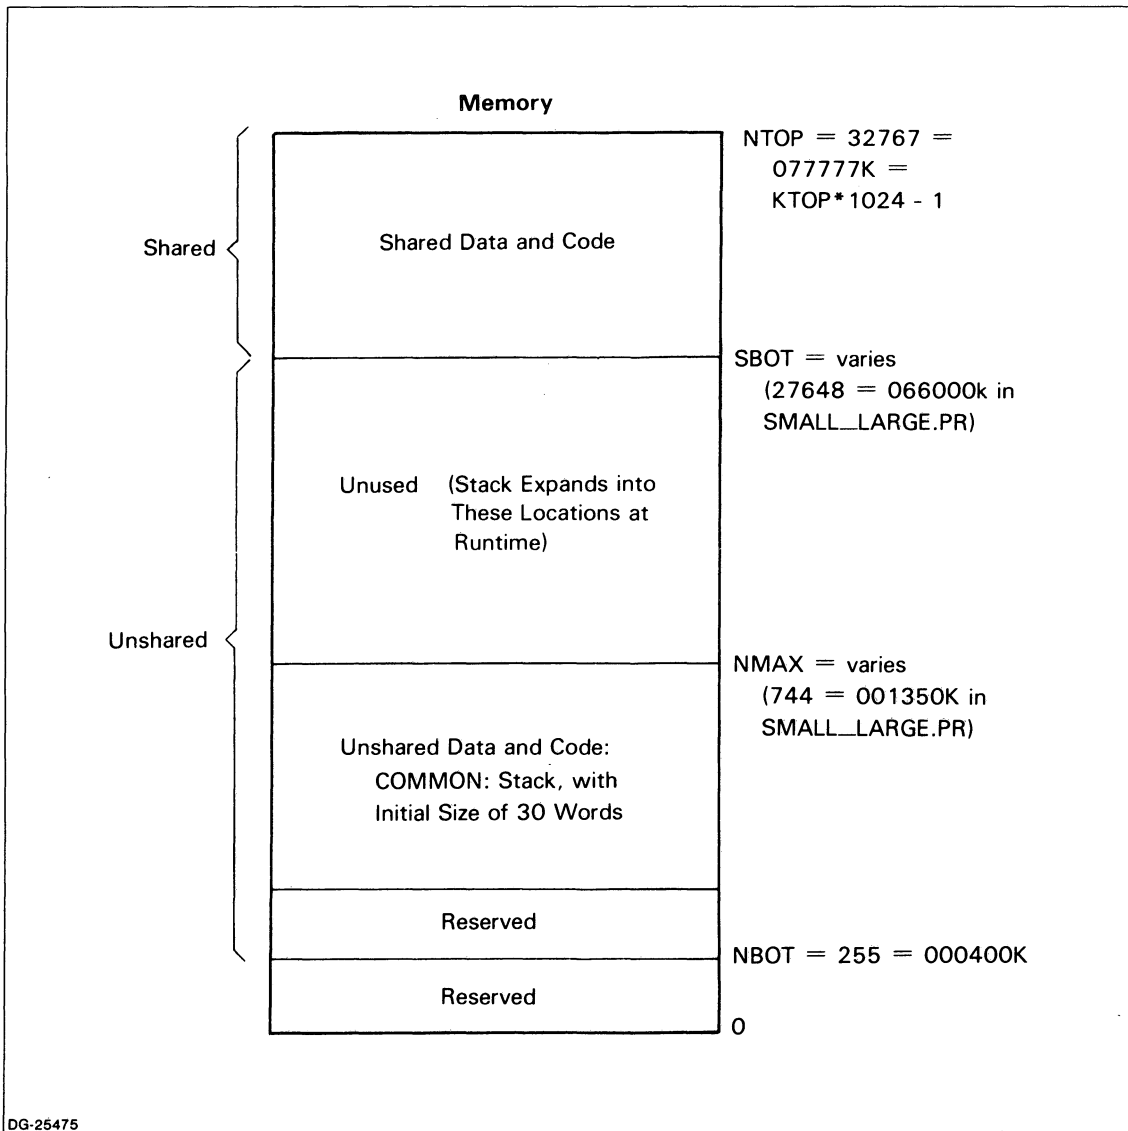 Memory
NTOP = 32767 =
077777K =
KTOP*1024 - 1
Shared
Shared Data and Code
SBOT = varies
(27648 = 066000k in
SMALL__LARGE.PR)
Unused (Stack Expands into
These Locations at
Runtime)
Unshared
NMAX = varies
(744 = 001350K in
SMALL__LARGE.PR)
Unshared Data and Code:
COMMON: Stack, with
Initial Size of 30 Words
Reserved
NBOT = 255 = 000400K
Reserved
0
DG-25475